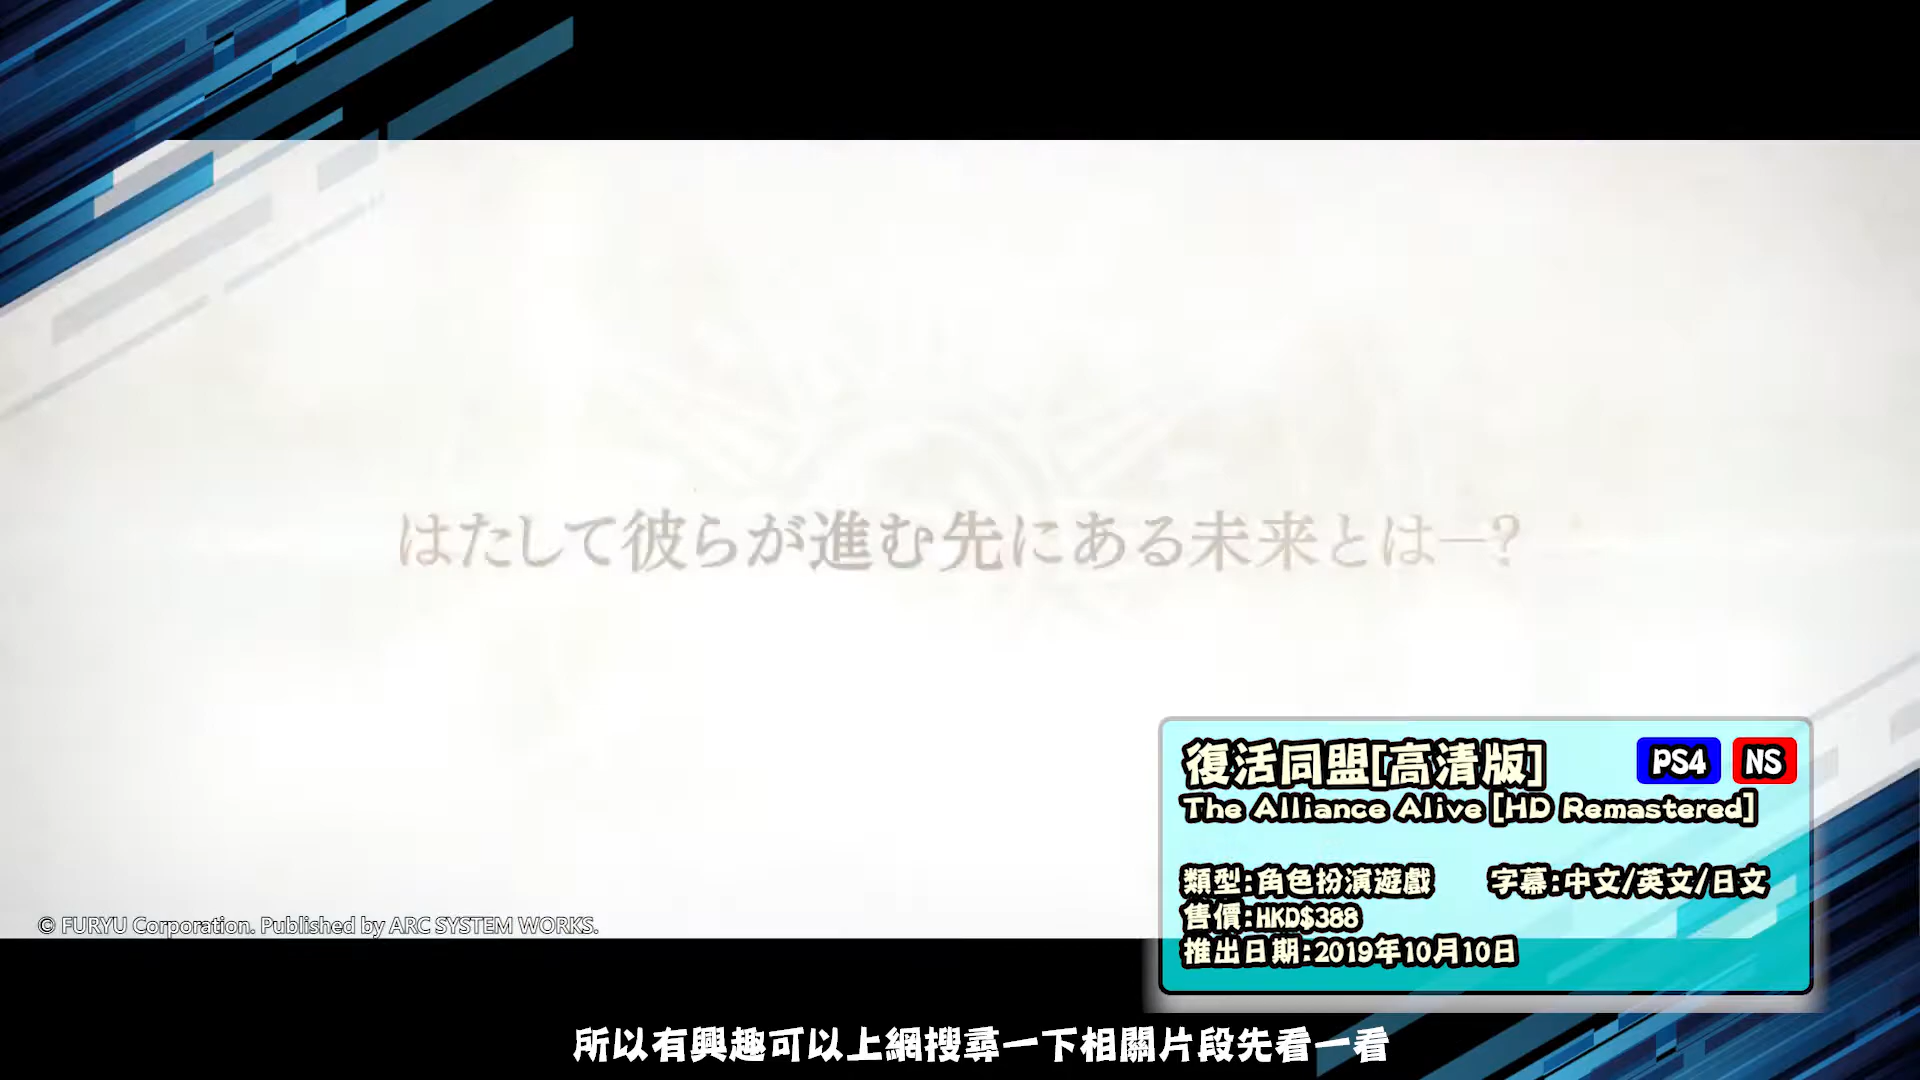 はたして彼らが進む先にある未来とは—?
復活同盟[高清版]
PS4 NS
The Alliance Alive [HD Remastered]
類型:角色扮演遊戲 字幕:中文/英文/日文
售價:HKD$388
推出日期:2019年10月10日
© FURYU Corporation. Published by ARC SYSTEM WORKS.
所以有興趣可以上網搜尋一下相關片段先看一看